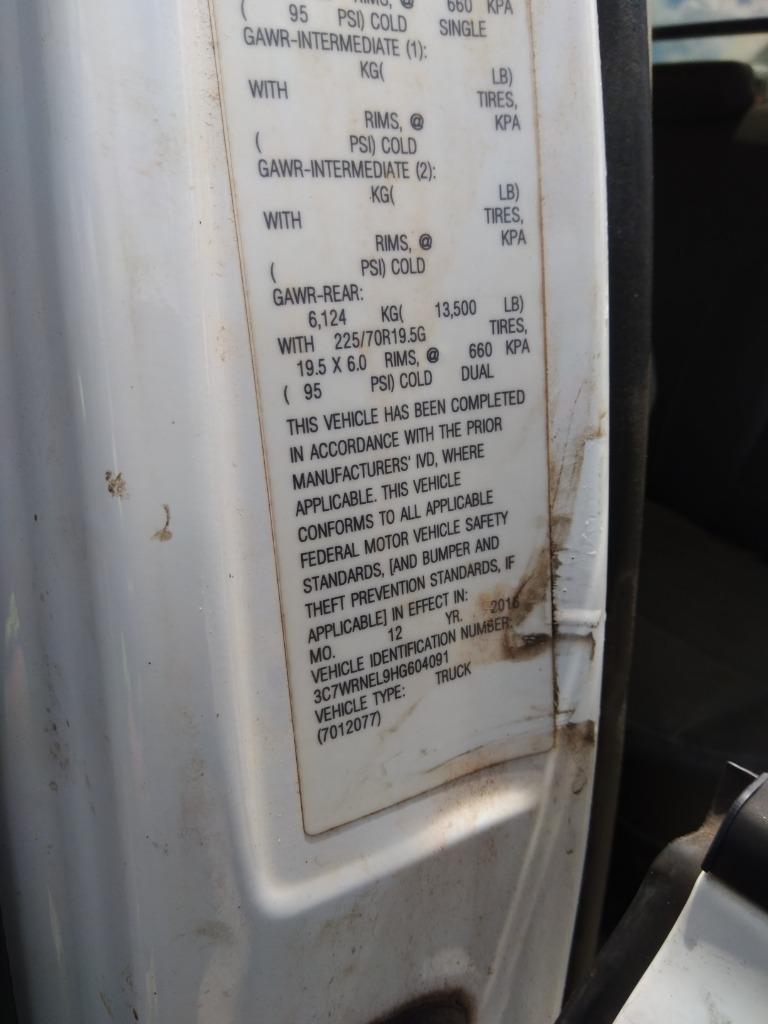 RIMS, @ 660 KPA
( 95 PSI) COLD SINGLE
GAWR-INTERMEDIATE (1):
KG( LB)
WITH TIRES,
RIMS, @ KPA
( PSI) COLD
GAWR-INTERMEDIATE (2):
KG( LB)
WITH TIRES,
RIMS, @ KPA
( PSI) COLD
GAWR-REAR:
6,124 KG( 13,500 LB)
WITH 225/70R19.5G TIRES,
19.5 X 6.0 RIMS, @ 660 KPA
( 95 PSI) COLD DUAL
THIS VEHICLE HAS BEEN COMPLETED
IN ACCORDANCE WITH THE PRIOR
MANUFACTURERS' IVD, WHERE
APPLICABLE. THIS VEHICLE
CONFORMS TO ALL APPLICABLE
FEDERAL MOTOR VEHICLE SAFETY
STANDARDS, [AND BUMPER AND
THEFT PREVENTION STANDARDS, IF
APPLICABLE] IN EFFECT IN:
MO. 12 YR. 2016
VEHICLE IDENTIFICATION NUMBER:
3C7WRNEL9HG604091
VEHICLE TYPE: TRUCK
(7012077)